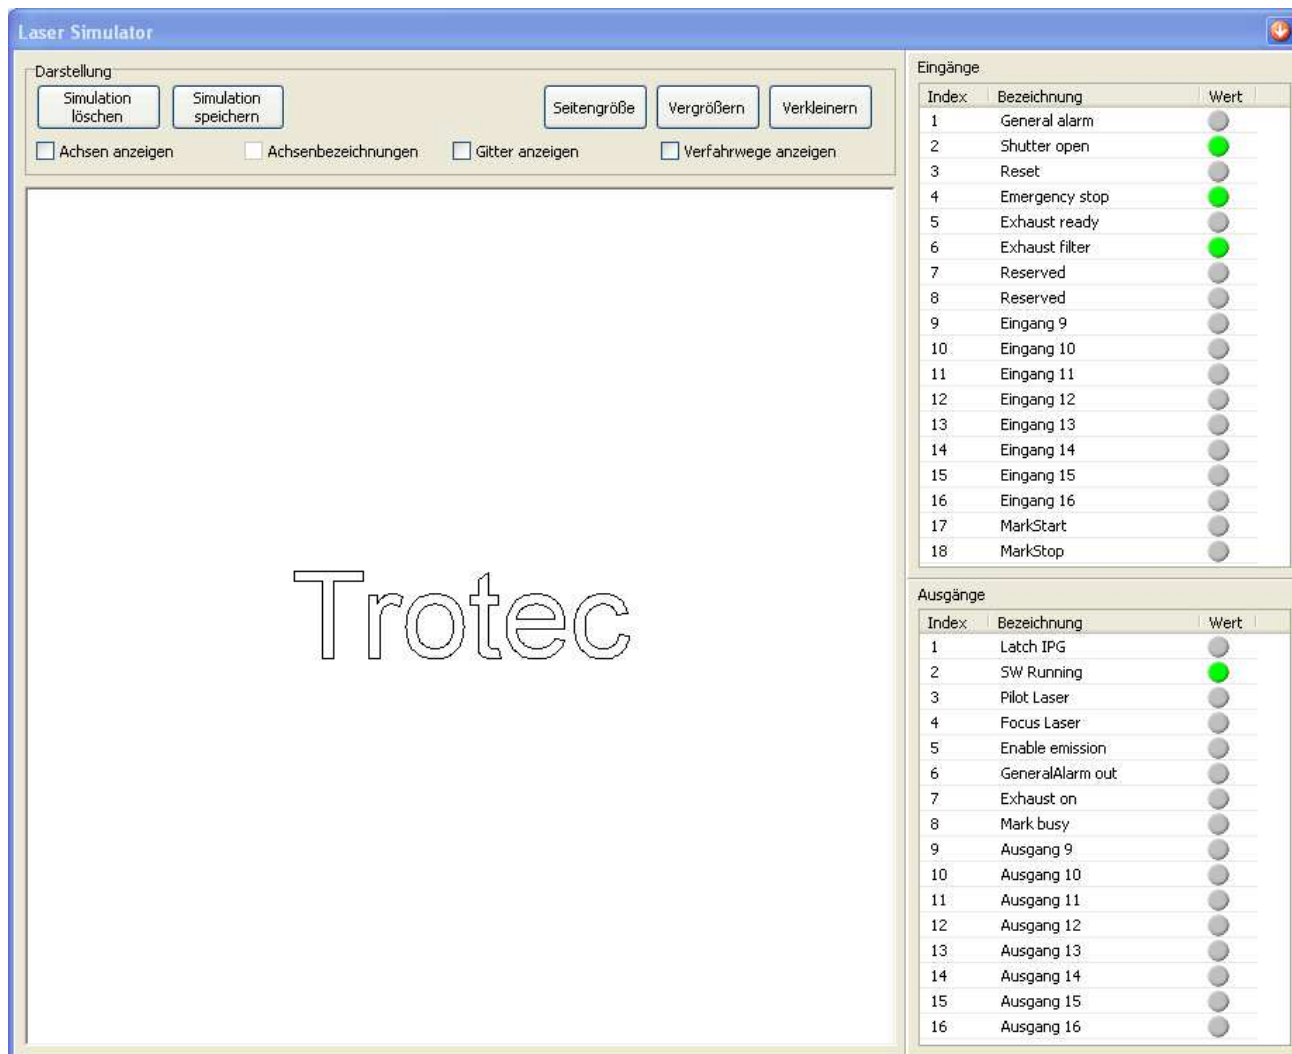 Laser Simulator
Darstellung
Simulation löschen
Simulation speichern
Seitengröße
Vergrößern
Verkleinern
Achsen anzeigen
Achsenbezeichnungen
Gitter anzeigen
Verfahrwege anzeigen
Trotec
Eingänge
Index Bezeichnung Wert
1 General alarm
2 Shutter open
3 Reset
4 Emergency stop
5 Exhaust ready
6 Exhaust filter
7 Reserved
8 Reserved
9 Eingang 9
10 Eingang 10
11 Eingang 11
12 Eingang 12
13 Eingang 13
14 Eingang 14
15 Eingang 15
16 Eingang 16
17 MarkStart
18 MarkStop
Ausgänge
Index Bezeichnung Wert
1 Latch IPG
2 SW Running
3 Pilot Laser
4 Focus Laser
5 Enable emission
6 GeneralAlarm out
7 Exhaust on
8 Mark busy
9 Ausgang 9
10 Ausgang 10
11 Ausgang 11
12 Ausgang 12
13 Ausgang 13
14 Ausgang 14
15 Ausgang 15
16 Ausgang 16